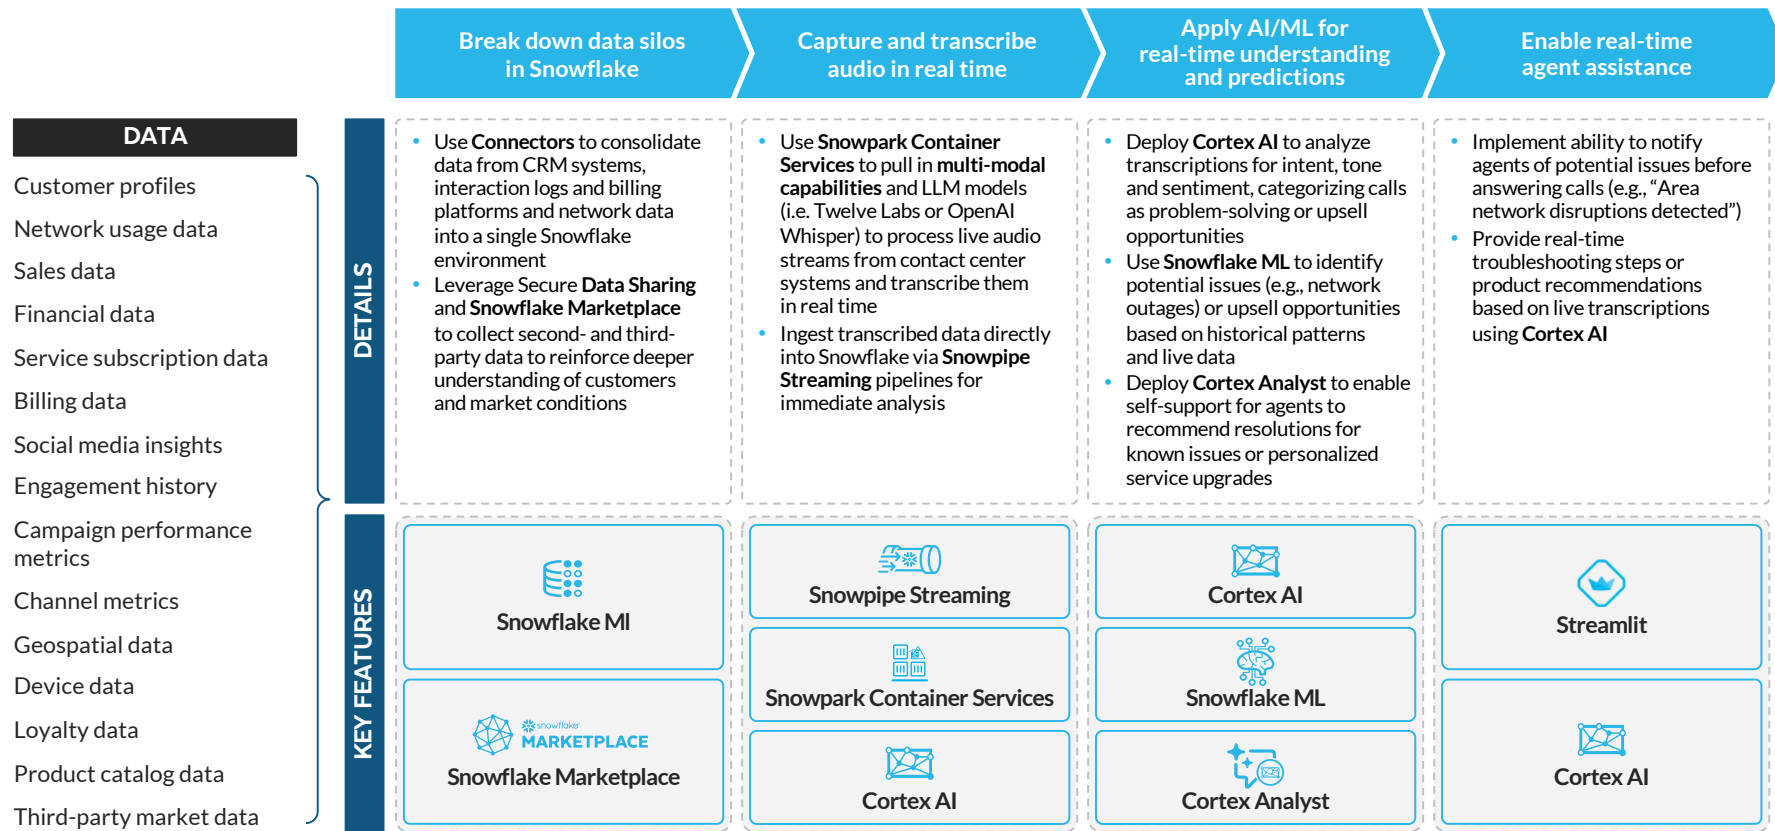 Break down data silos
in Snowflake
Capture and transcribe
audio in real time
Apply AI/ML for
real-time understanding
and predictions
Enable real-time
agent assistance
DATA
Customer profiles
Network usage data
Sales data
Financial data
Service subscription data
Billing data
Social media insights
Engagement history
Campaign performance
metrics
Channel metrics
Geospatial data
Device data
Loyalty data
Product catalog data
Third-party market data
DETAILS
• Use Connectors to consolidate
data from CRM systems,
interaction logs and billing
platforms and network data
into a single Snowflake
environment
• Leverage Secure Data Sharing
and Snowflake Marketplace
to collect second- and third-
party data to reinforce deeper
understanding of customers
and market conditions
• Use Snowpark Container
Services to pull in multi-modal
capabilities and LLM models
(i.e. Twelve Labs or OpenAI
Whisper) to process live audio
streams from contact center
systems and transcribe them
in real time
• Ingest transcribed data directly
into Snowflake via Snowpipe
Streaming pipelines for
immediate analysis
• Deploy Cortex AI to analyze
transcriptions for intent, tone
and sentiment, categorizing calls
as problem-solving or upsell
opportunities
• Use Snowflake ML to identify
potential issues (e.g., network
outages) or upsell opportunities
based on historical patterns
and live data
• Deploy Cortex Analyst to enable
self-support for agents to
recommend resolutions for
known issues or personalized
service upgrades
• Implement ability to notify
agents of potential issues before
answering calls (e.g., “Area
network disruptions detected”)
• Provide real-time
troubleshooting steps or
product recommendations
based on live transcriptions
using Cortex AI
KEY FEATURES
Snowflake MI
snowflake®
MARKETPLACE
Snowflake Marketplace
Snowpipe Streaming
Snowpark Container Services
Cortex AI
Cortex AI
Snowflake ML
Cortex Analyst
Streamlit
Cortex AI